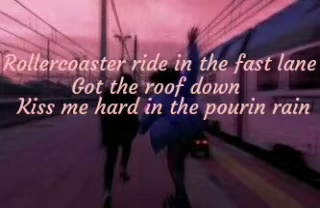 Rollercoaster ride in the fast lane
Got the roof down
Kiss me hard in the pourin rain